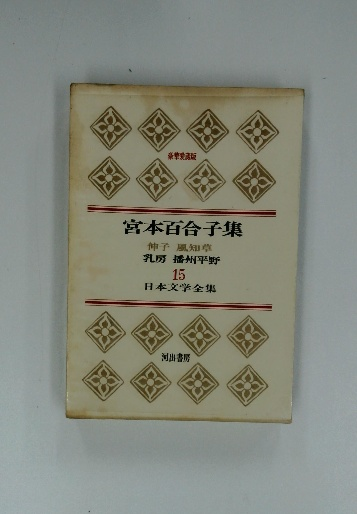 豪華愛蔵版
宮本百合子集
伸子 風知草
乳房 播州平野
15
日本文学全集
河出書房